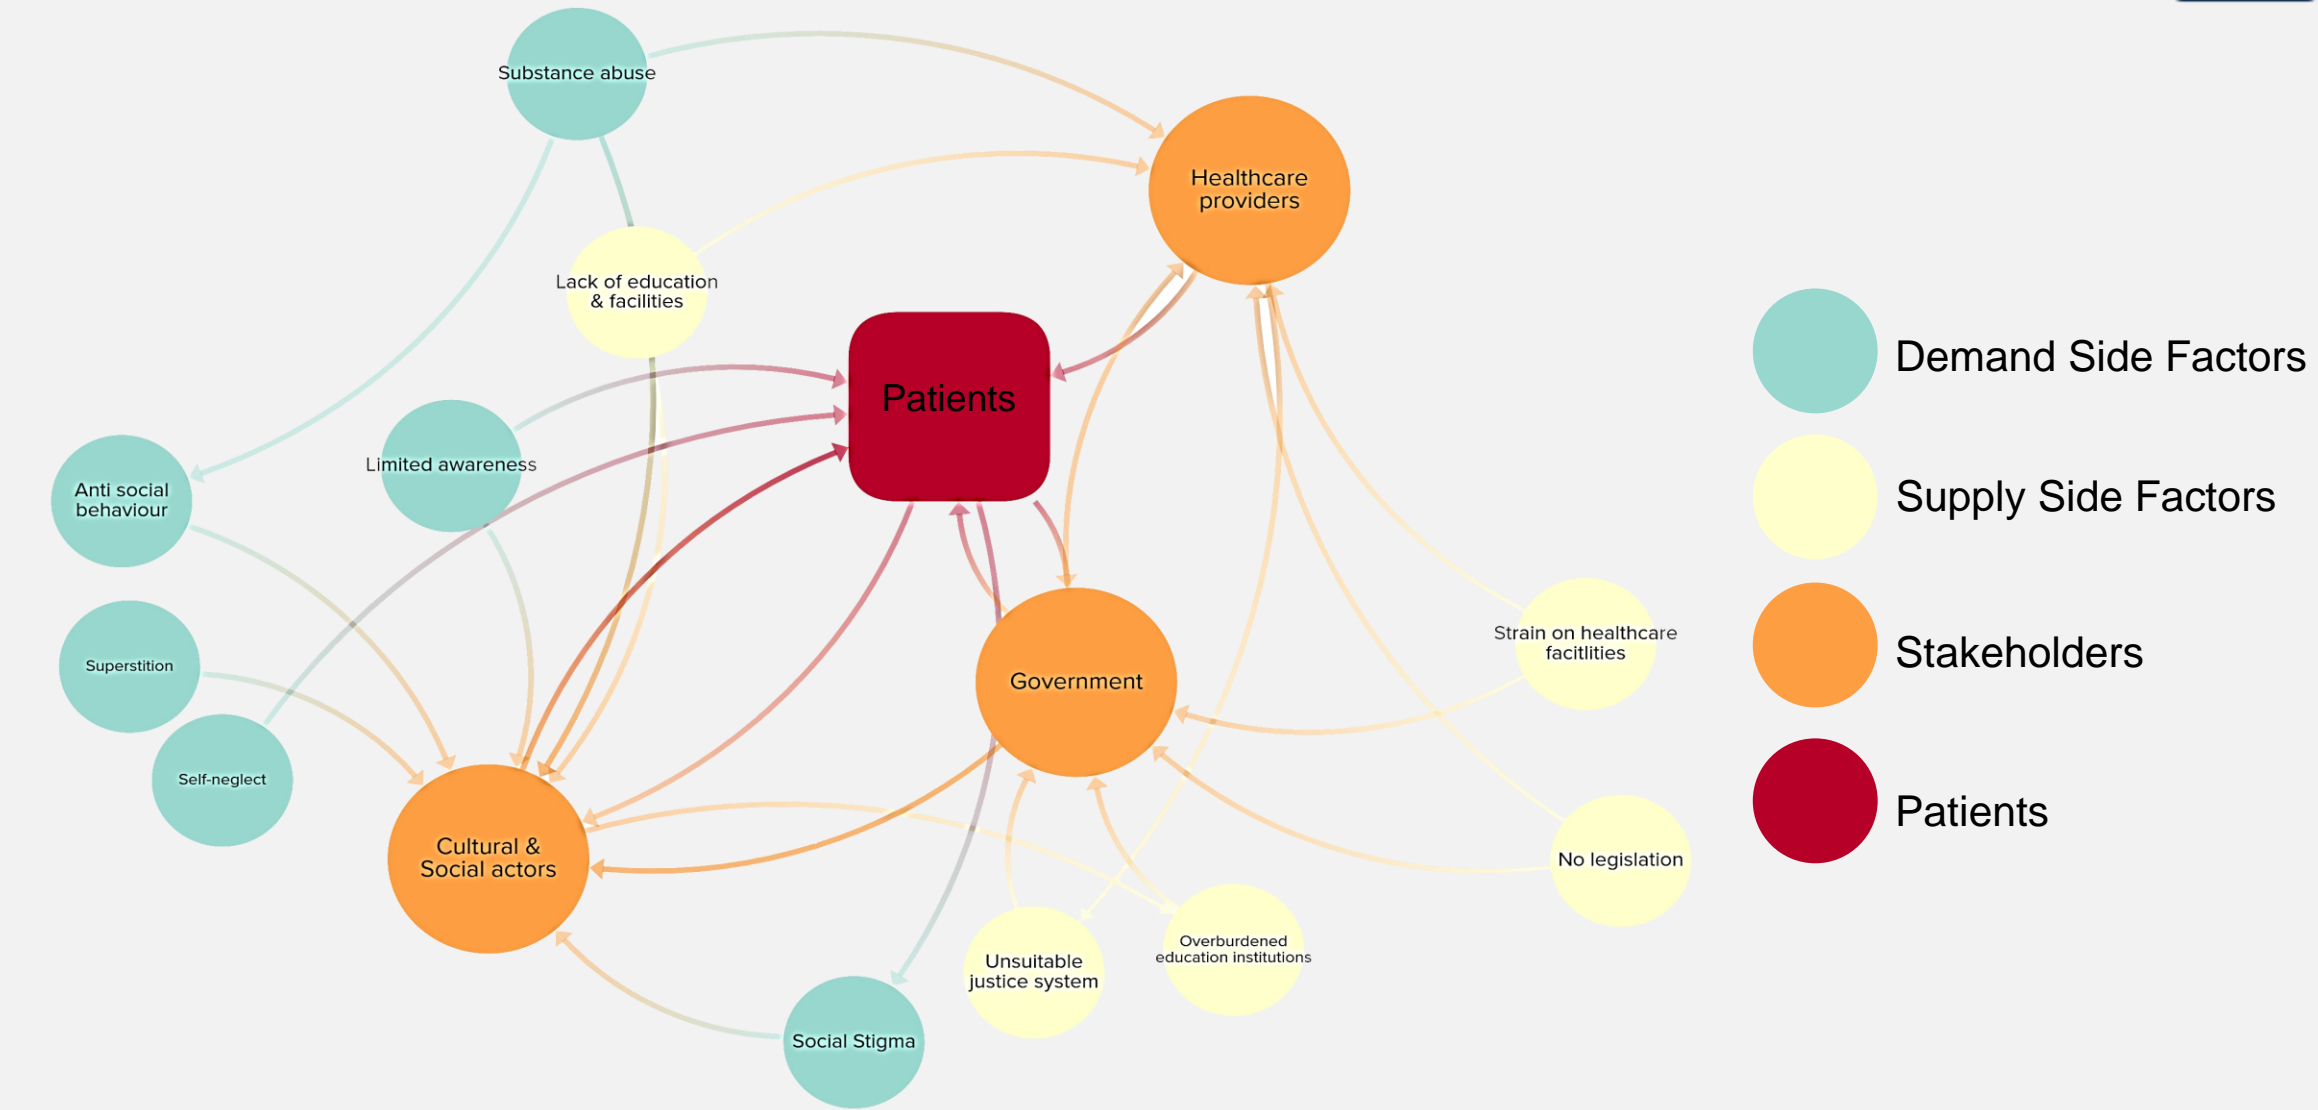 Substance abuse
Healthcare
providers
Lack of education
& facilities
Patients
Limited awareness
Anti social
behaviour
Superstition
Self-neglect
Government
Strain on healthcare
facitlities
Cultural &
Social actors
No legislation
Unsuitable
justice system
Overburdened
education institutions
Social Stigma
Demand Side Factors
Supply Side Factors
Stakeholders
Patients